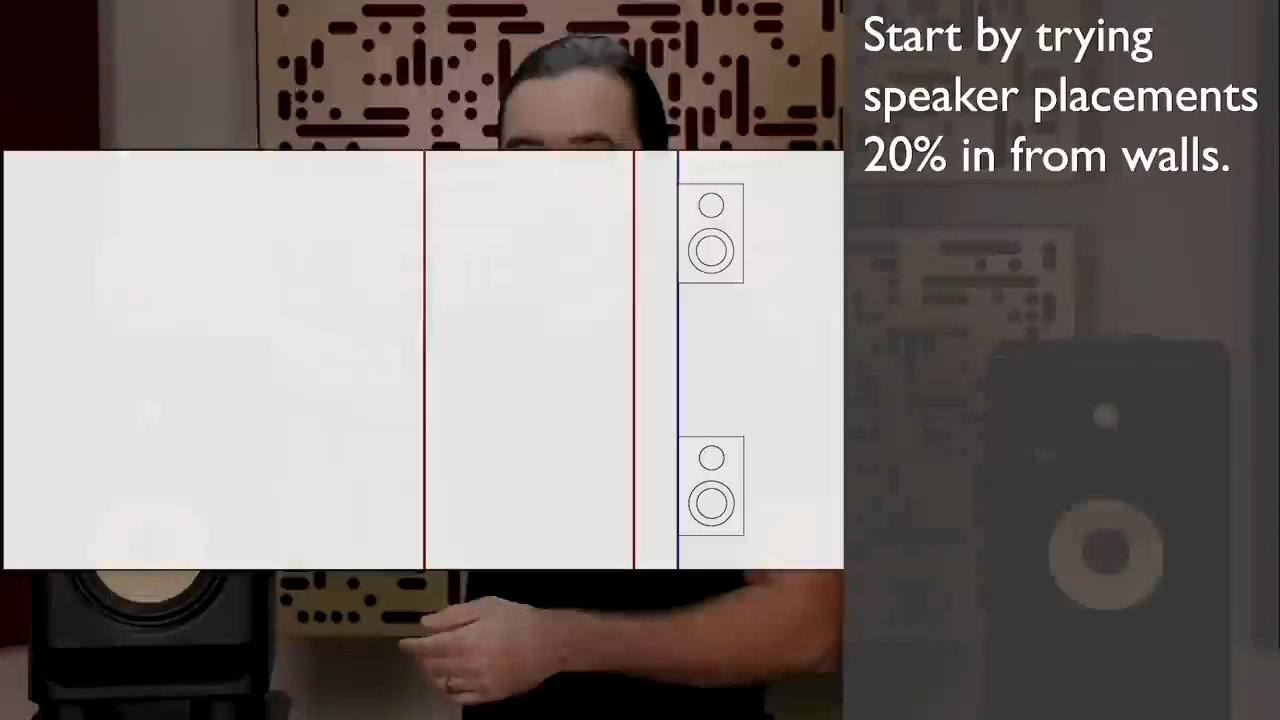 Start by trying
speaker placements
20% in from walls.